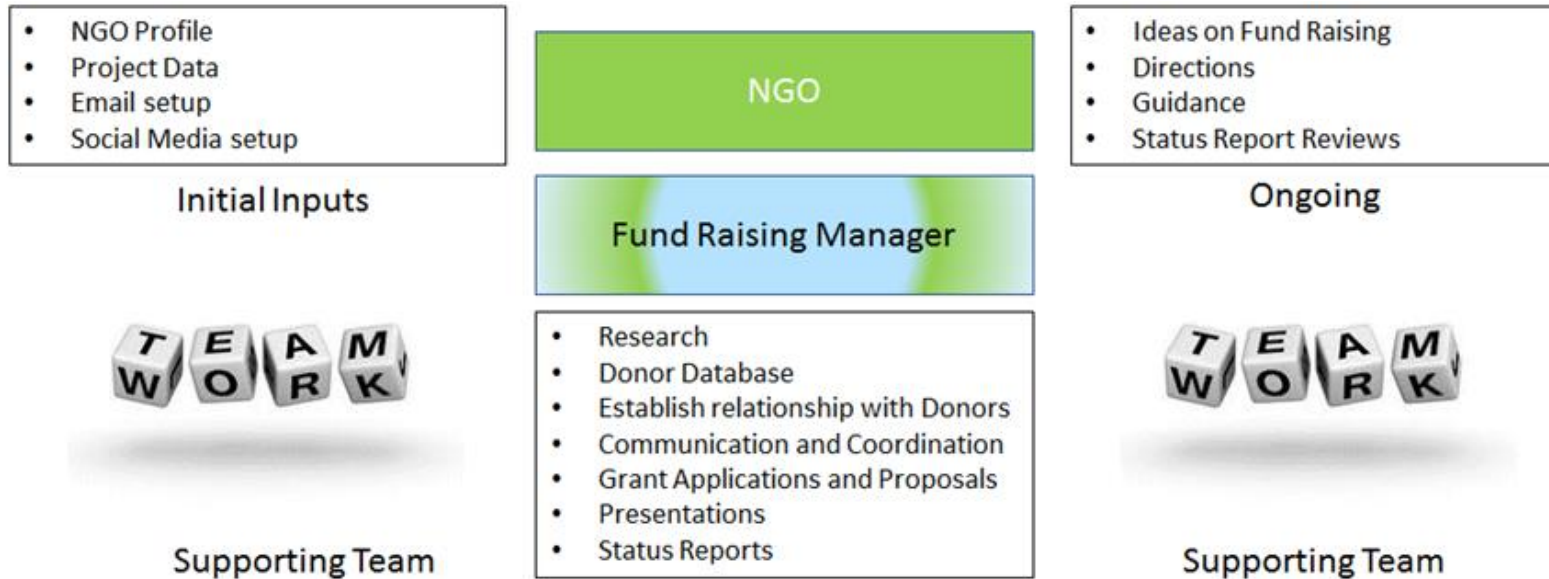 • NGO Profile
• Project Data
• Email setup
• Social Media setup
Initial Inputs
NGO
• Ideas on Fund Raising
• Directions
• Guidance
• Status Report Reviews
Ongoing
Fund Raising Manager
TEAM
WORK
Supporting Team
• Research
• Donor Database
• Establish relationship with Donors
• Communication and Coordination
• Grant Applications and Proposals
• Presentations
• Status Reports
TEAM
WORK
Supporting Team